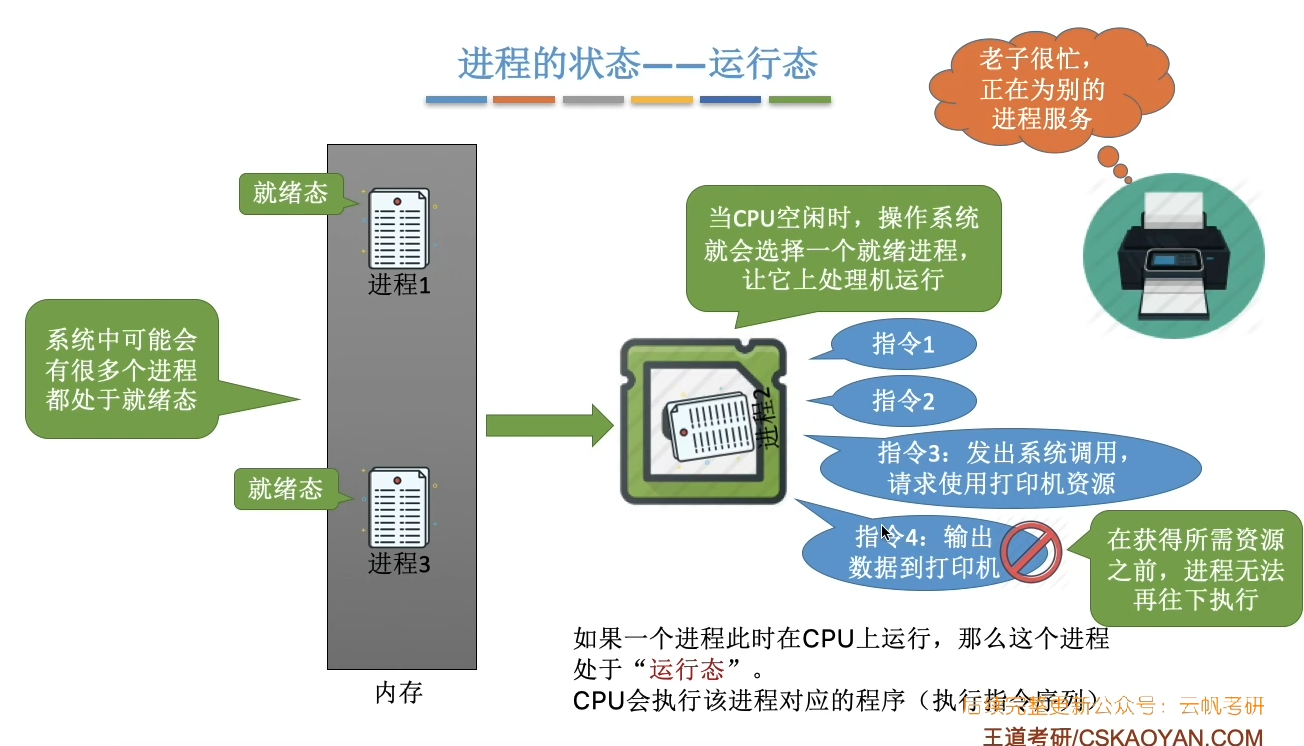 进程的状态——运行态
老子很忙，
正在为别的
进程服务
就绪态
进程1
系统中可能会
有很多个进程
都处于就绪态
就绪态
进程3
内存
当CPU空闲时，操作系统
就会选择一个就绪进程，
让它上处理机运行
进程2
指令1
指令2
指令3：发出系统调用，
请求使用打印机资源
指令4：输出
数据到打印机
在获得所需资源
之前，进程无法
再往下执行
如果一个进程此时在CPU上运行，那么这个进程
处于“运行态”。
CPU会执行该进程对应的程序（执行指令序列）
后续完整更新公众号：云帆考研
王道考研/CSKAOYAN.COM